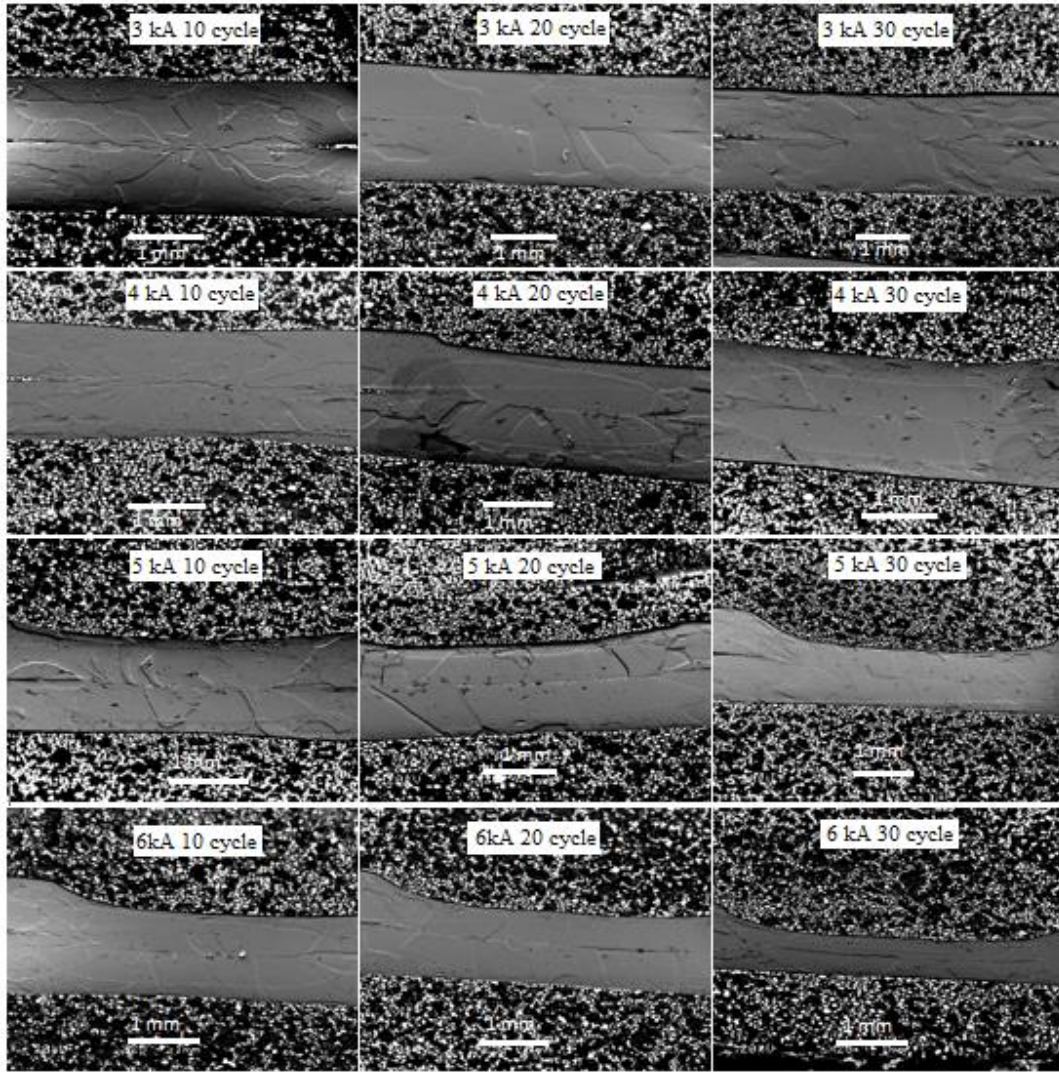 3 kA 10 cycle
3 kA 20 cycle
3 kA 30 cycle
1 mm
1 mm
1 mm
4 kA 10 cycle
4 kA 20 cycle
4 kA 30 cycle
1 mm
1 mm
1 mm
5 kA 10 cycle
5 kA 20 cycle
5 kA 30 cycle
1 mm
1 mm
1 mm
6kA 10 cycle
6kA 20 cycle
6 kA 30 cycle
1 mm
1 mm
1 mm